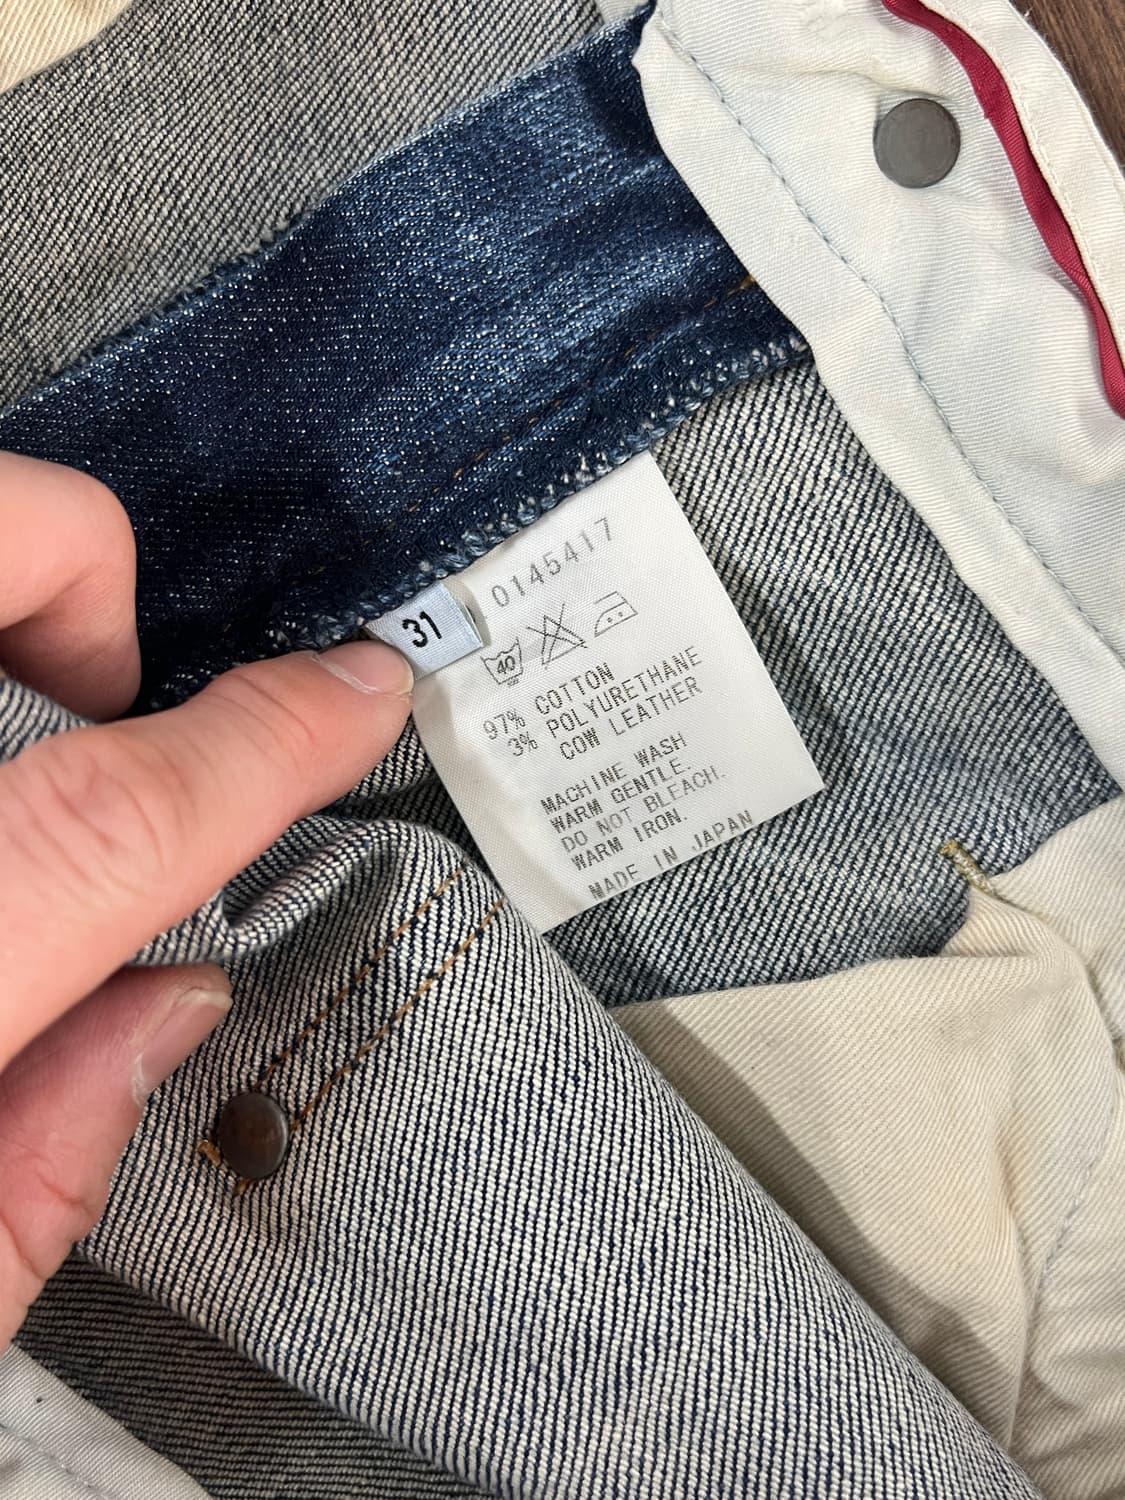 31
0145417
40
97% COTTON
3% POLYURETHANE
COW LEATHER
MACHINE WASH
WARM GENTLE.
DO NOT BLEACH.
WARM IRON.
MADE IN JAPAN